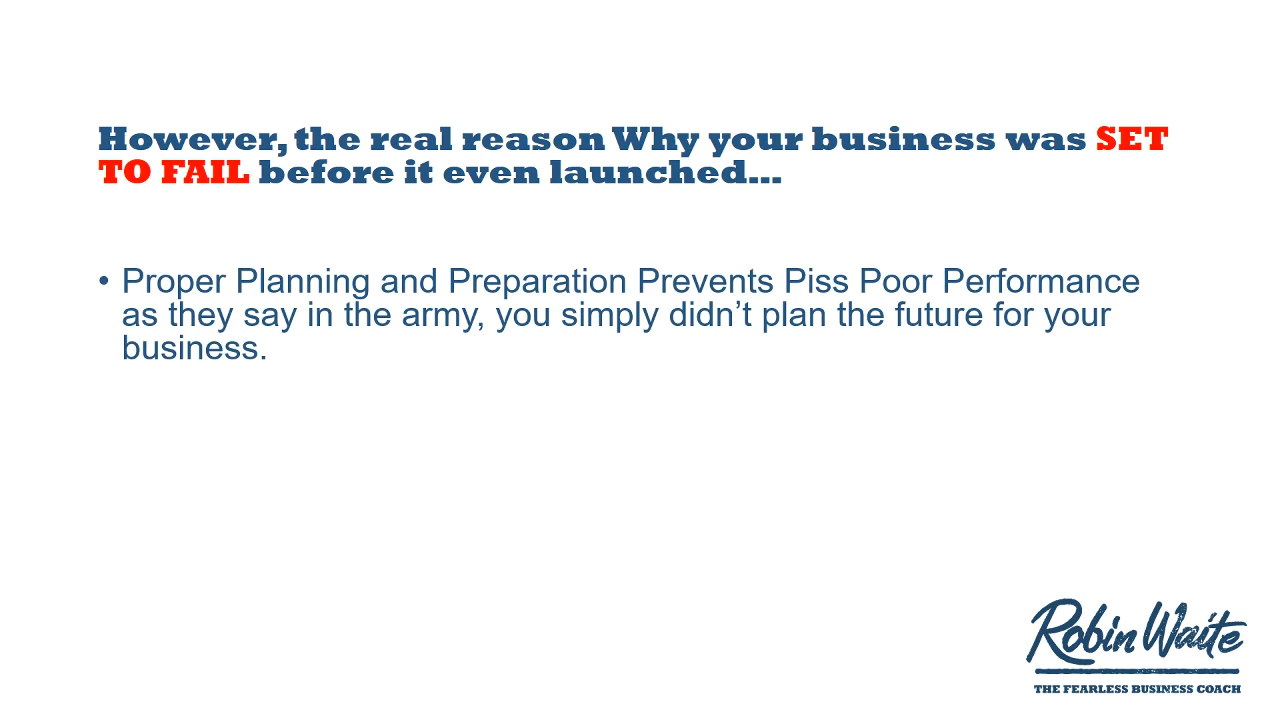 However, the real reason Why your business was SET
TO FAIL before it even launched...
• Proper Planning and Preparation Prevents Piss Poor Performance
as they say in the army, you simply didn’t plan the future for your
business.
Robin Waite
THE FEARLESS BUSINESS COACH